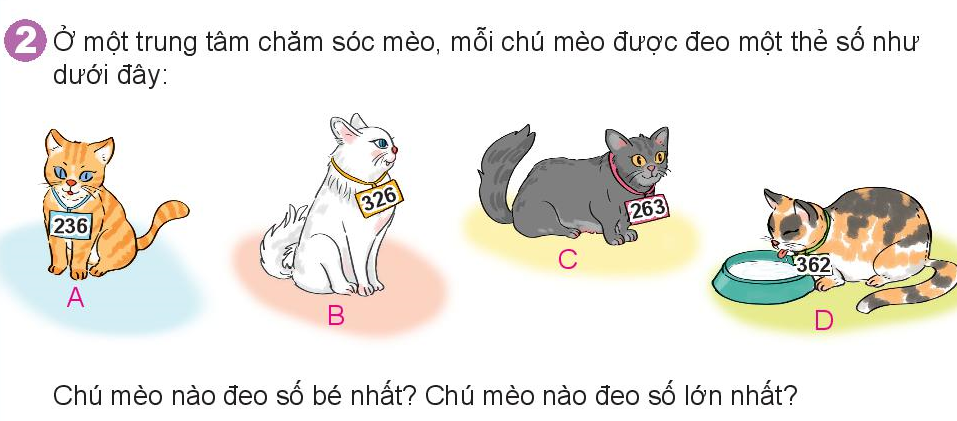 2 Ở một trung tâm chăm sóc mèo, mỗi chú mèo được đeo một thẻ số như
dưới đây:
236
326
263
362
A
B
C
D
Chú mèo nào đeo số bé nhất? Chú mèo nào đeo số lớn nhất?